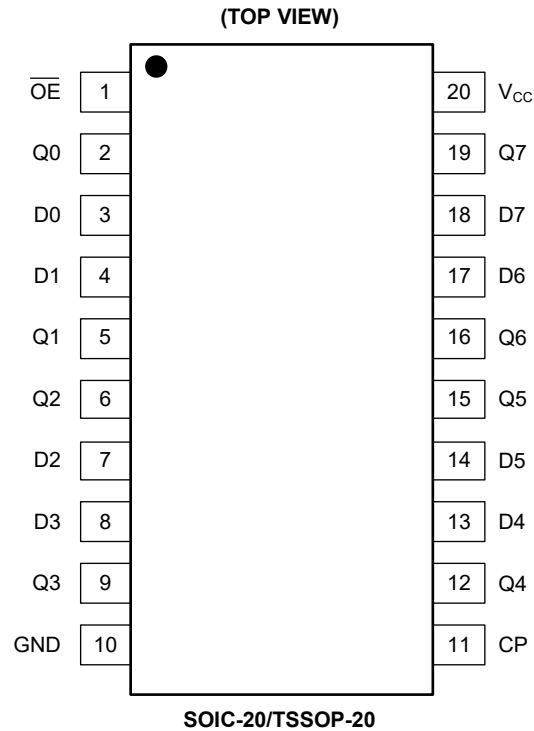 (TOP VIEW)
O̅E̅ 1 20 VCC
Q0 2 19 Q7
D0 3 18 D7
D1 4 17 D6
Q1 5 16 Q6
Q2 6 15 Q5
D2 7 14 D5
D3 8 13 D4
Q3 9 12 Q4
GND 10 11 CP
SOIC-20/TSSOP-20